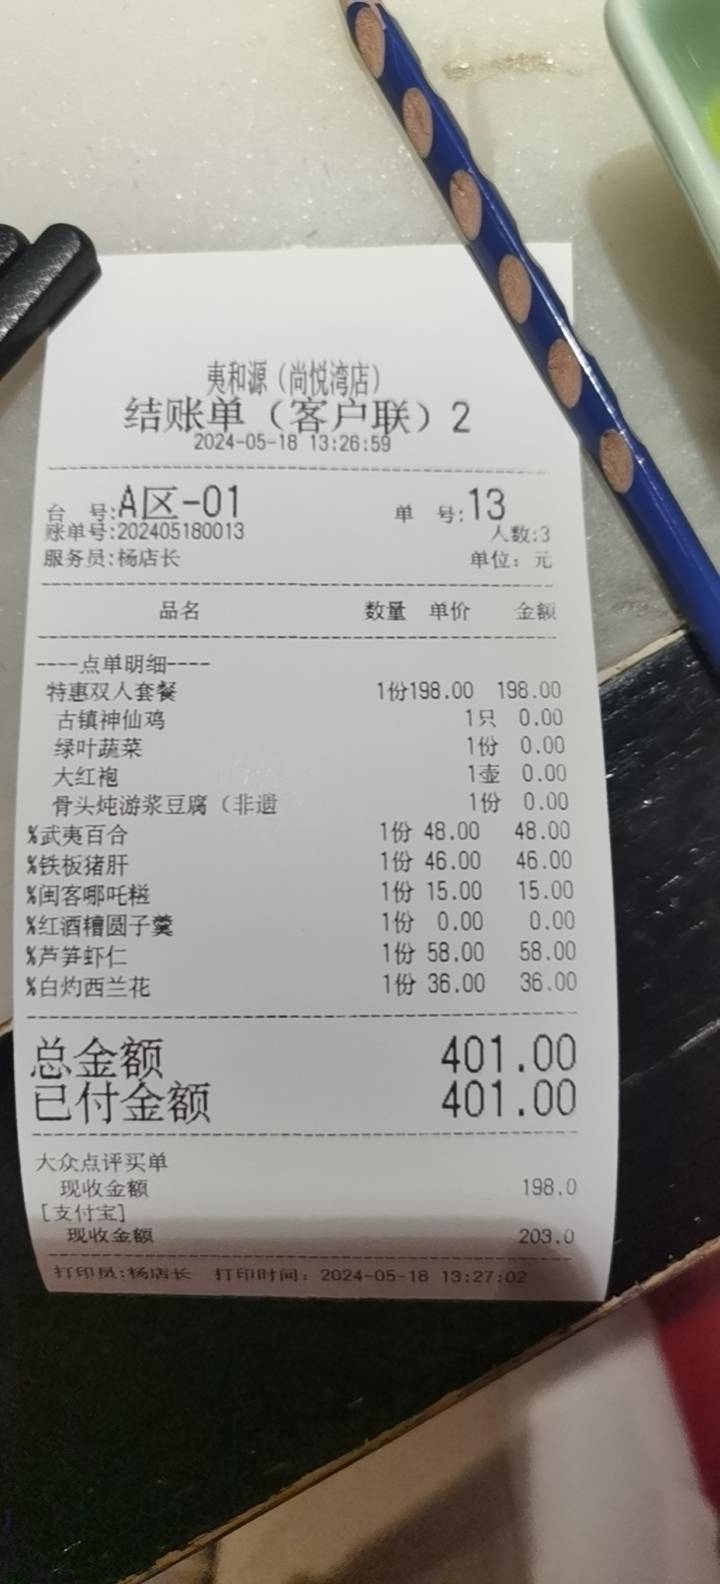 夷和源（尚悦湾店）
结账单（客户联）2
2024-05-18 13:26:59
台 号:A区-01 单 号:13
账单号:202405180013 人数:3
服务员:杨店长 单位：元
品名 数量 单价 金额
----点单明细----
特惠双人套餐 1份198.00 198.00
古镇神仙鸡 1只 0.00
绿叶蔬菜 1份 0.00
大红袍 1壶 0.00
骨头炖游浆豆腐（非遗 1份 0.00
%武夷百合 1份 48.00 48.00
%铁板猪肝 1份 46.00 46.00
%闽客哪吒糍 1份 15.00 15.00
%红酒糟圆子羹 1份 0.00 0.00
%芦笋虾仁 1份 58.00 58.00
%白灼西兰花 1份 36.00 36.00
总金额 401.00
已付金额 401.00
大众点评买单
现收金额 198.0
[支付宝]
现收金额 203.0
打印员:杨店长 打印时间：2024-05-18 13:27:02